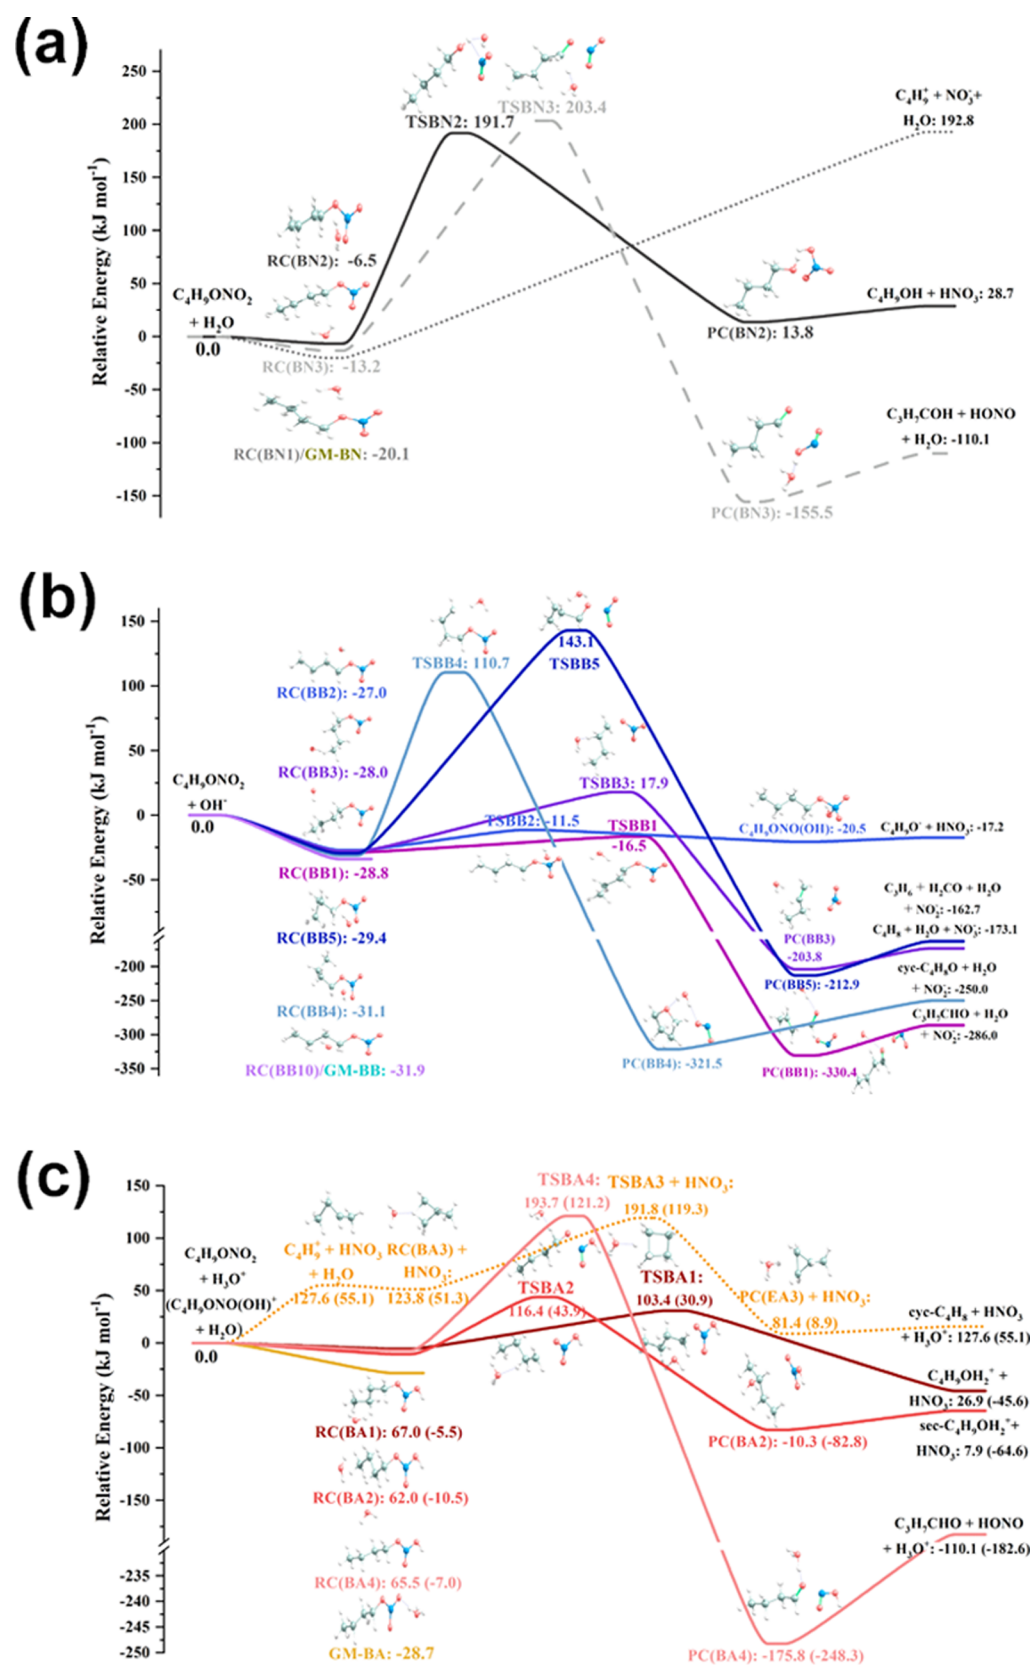 (a)
Relative Energy (kJ mol⁻¹)
250
200
150
100
50
0
-50
-100
-150
C₄H₉ONO₂
+ H₂O
0.0
RC(BN2): -6.5
RC(BN3): -13.2
RC(BN1)/GM-BN: -20.1
TSBN2: 191.7
TSBN3: 203.4
C₄H₉⁺ + NO₃⁻+
H₂O: 192.8
PC(BN2): 13.8
C₄H₉OH + HNO₃: 28.7
PC(BN3): -155.5
C₃H₇COH + HONO
+ H₂O: -110.1
(b)
Relative Energy (kJ mol⁻¹)
150
100
50
0
-50
-200
-250
-300
-350
C₄H₉ONO₂
+ OH⁻
0.0
RC(BB2): -27.0
RC(BB3): -28.0
RC(BB1): -28.8
RC(BB5): -29.4
RC(BB4): -31.1
RC(BB10)/GM-BB: -31.9
TSBB4: 110.7
143.1
TSBB5
TSBB3: 17.9
TSBB2: -11.5
TSBB1
-16.5
C₄H₉ONO(OH): -20.5
C₄H₉O⁻ + HNO₃: -17.2
PC(BB3)
-203.8
PC(BB5): -212.9
PC(BB4): -321.5
PC(BB1): -330.4
C₃H₆ + H₂CO + H₂O
+ NO₂⁻: -162.7
C₄H₈ + H₂O + NO₃⁻: -173.1
cyc-C₄H₈O + H₂O
+ NO₂⁻: -250.0
C₃H₇CHO + H₂O
+ NO₂⁻: -286.0
(c)
Relative Energy (kJ mol⁻¹)
150
100
50
0
-50
-100
-150
-235
-240
-245
-250
C₄H₉ONO₂
+ H₃O⁺
(C₄H₉ONO(OH)⁺
+ H₂O)
0.0
C₄H₉⁺ + HNO₃
+ H₂O
127.6 (55.1)
RC(BA3) +
HNO₃:
123.8 (51.3)
TSBA4:
193.7 (121.2)
TSBA3 + HNO₃:
191.8 (119.3)
TSBA2
116.4 (43.9)
TSBA1:
103.4 (30.9)
PC(EA3) + HNO₃:
81.4 (8.9)
cyc-C₄H₈ + HNO₃
+ H₃O⁺: 127.6 (55.1)
C₄H₉OH₂⁺ +
HNO₃: 26.9 (-45.6)
sec-C₄H₉OH₂⁺+
HNO₃: 7.9 (-64.6)
RC(BA1): 67.0 (-5.5)
RC(BA2): 62.0 (-10.5)
RC(BA4): 65.5 (-7.0)
GM-BA: -28.7
PC(BA2): -10.3 (-82.8)
C₃H₇CHO + HONO
+ H₃O⁺: -110.1 (-182.6)
PC(BA4): -175.8 (-248.3)